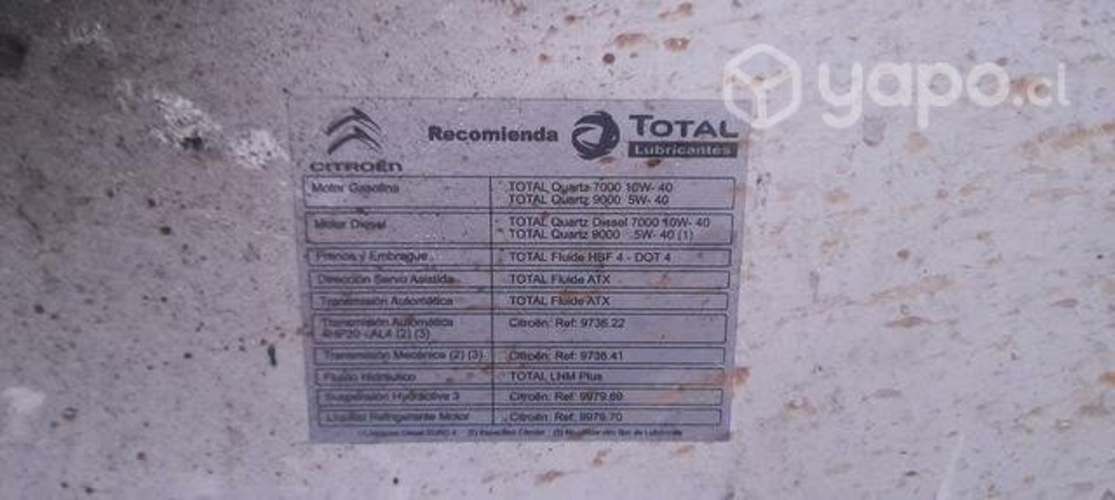 yapo.cl
CITROËN
Recomienda
TOTAL
Lubricantes
Motor Gasolina
TOTAL Quartz 7000 10W- 40
TOTAL Quartz 9000 5W- 40
Motor Diesel
TOTAL Quartz Diesel 7000 10W- 40
TOTAL Quartz 9000 5W- 40 (1)
Frenos y Embrague
TOTAL Fluide HBF 4 - DOT 4
Dirección Servo Asistida
TOTAL Fluide ATX
Transmisión Automática
TOTAL Fluide ATX
Transmisión Automática
4HP20 - AL4 (2) (3)
Citroën: Ref: 9736.22
Transmisión Mecánica (2) (3)
Citroën: Ref: 9736.41
Fluido Hidráulico
TOTAL LHM Plus
Suspensión Hydractive 3
Citroën: Ref: 9979.69
Líquido Refrigerante Motor
Citroën: Ref: 9979.70